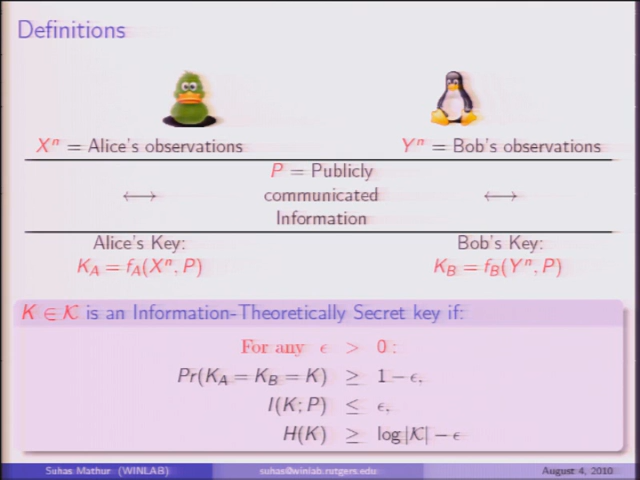 Definitions
Xⁿ = Alice's observations
Yⁿ = Bob's observations
P = Publicly
⟷ communicated ⟷
Information
Alice's Key:
K_A = f_A(Xⁿ, P)
Bob's Key:
K_B = f_B(Yⁿ, P)
K ∈ 𝒦 is an Information-Theoretically Secret key if:
For any ϵ > 0 :
Pr(K_A = K_B = K) ≥ 1 − ϵ,
I(K; P) ≤ ϵ,
H(K) ≥ log|𝒦| − ϵ
Suhas Mathur (WINLAB) suhas@winlab.rutgers.edu August 4, 2010